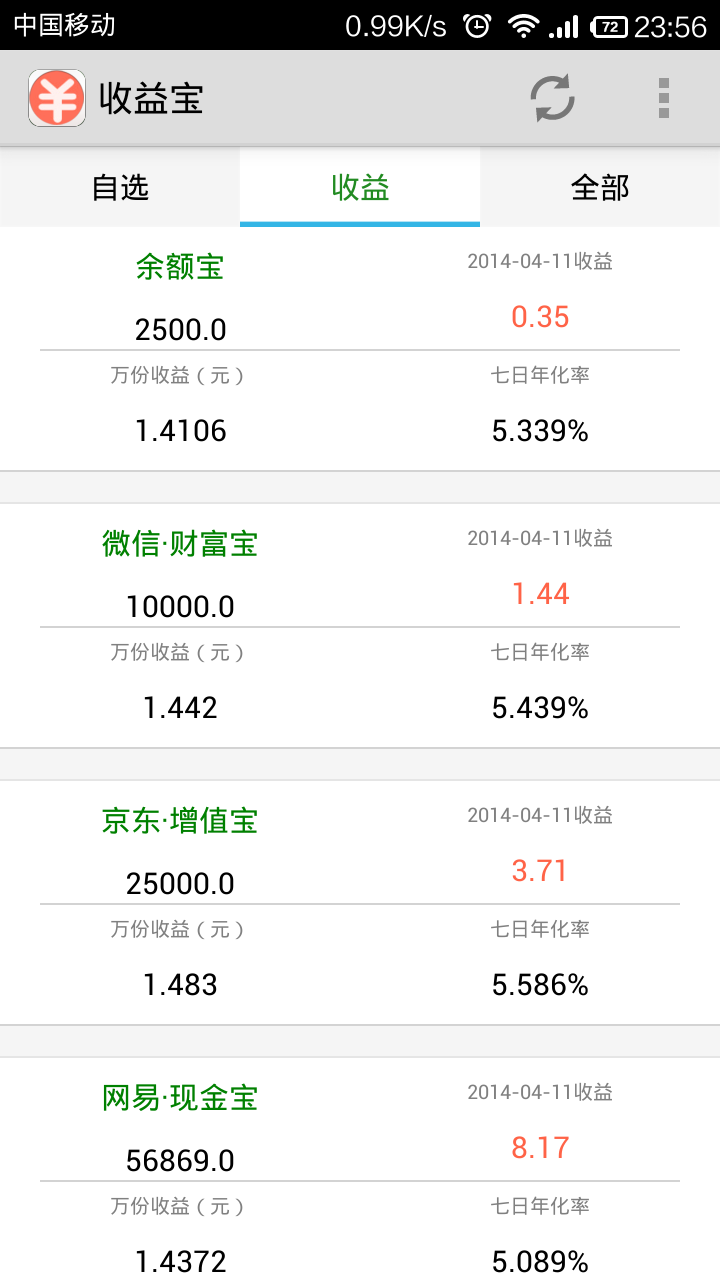 中国移动 0.99K/s 72 23:56
收益宝
自选 收益 全部
余额宝 2014-04-11收益
2500.0 0.35
万份收益（元） 七日年化率
1.4106 5.339%
微信·财富宝 2014-04-11收益
10000.0 1.44
万份收益（元） 七日年化率
1.442 5.439%
京东·增值宝 2014-04-11收益
25000.0 3.71
万份收益（元） 七日年化率
1.483 5.586%
网易·现金宝 2014-04-11收益
56869.0 8.17
万份收益（元） 七日年化率
1.4372 5.089%